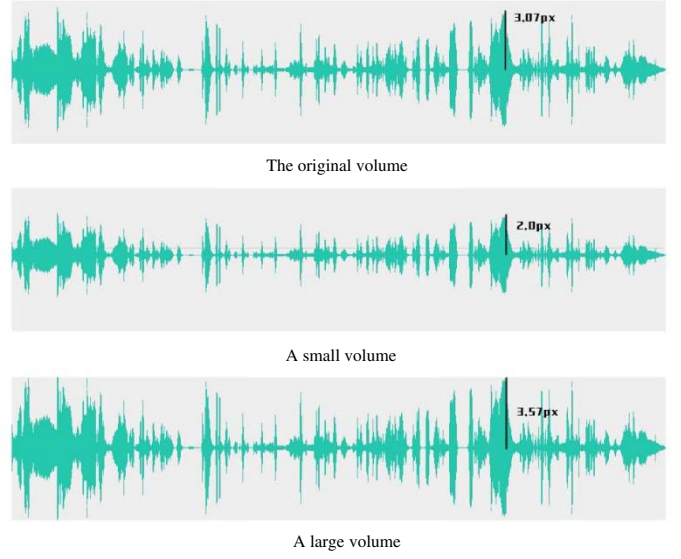 3.07px
The original volume
2.0px
A small volume
3.57px
A large volume